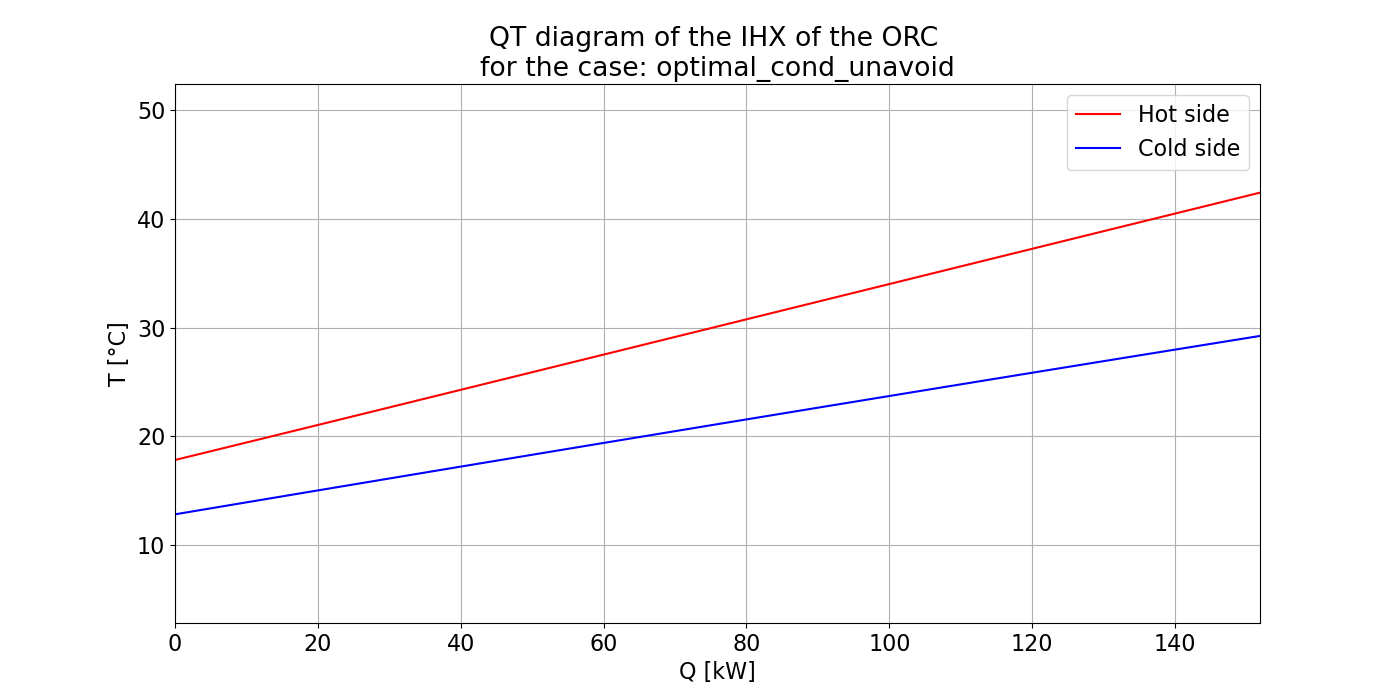 QT diagram of the IHX of the ORC
for the case: optimal_cond_unavoid
Hot side
Cold side
T [°C]
50
40
30
20
10
0 20 40 60 80 100 120 140
Q [kW]